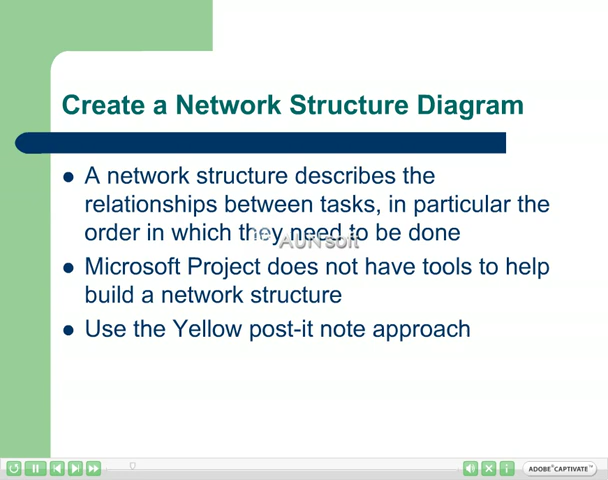 Create a Network Structure Diagram
A network structure describes the
relationships between tasks, in particular the
order in which they need to be done
AUNsoft
Microsoft Project does not have tools to help
build a network structure
Use the Yellow post-it note approach
ADOBE® CAPTIVATE™